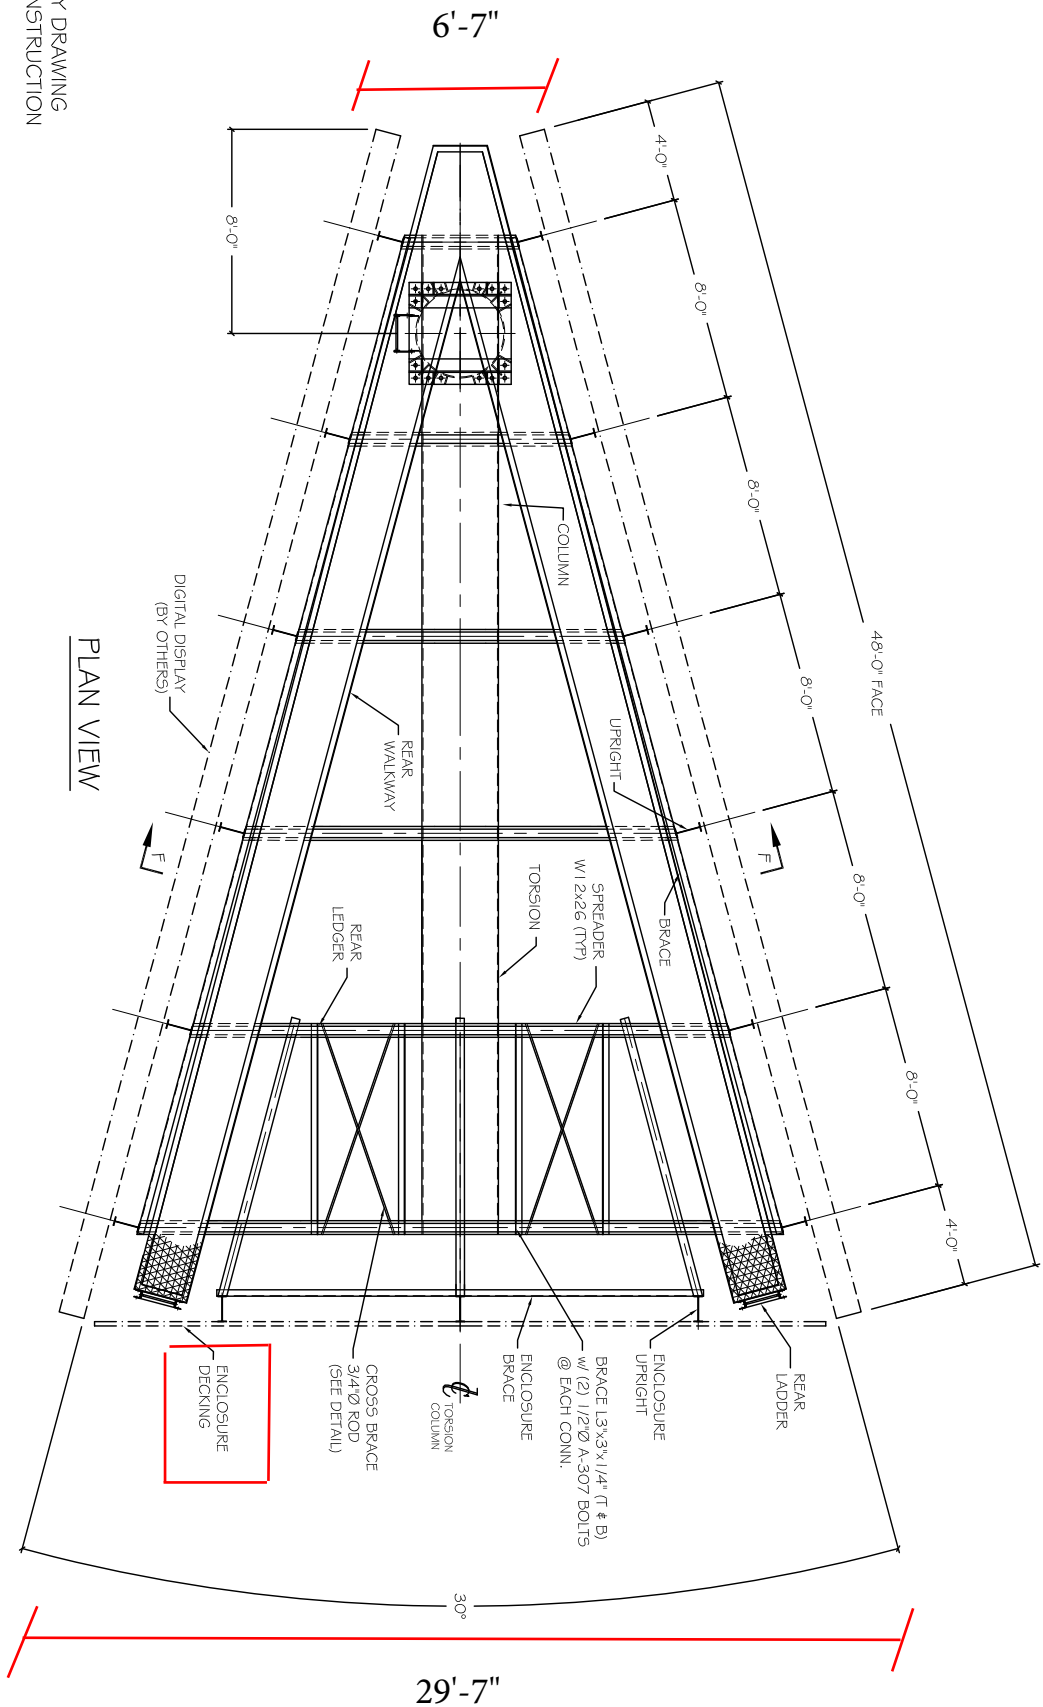 6'-7"
Y DRAWING
NSTRUCTION
4'-0"
8'-0"
8'-0"
8'-0"
8'-0"
8'-0"
8'-0"
4'-0"
48'-0" FACE
COLUMN
DIGITAL DISPLAY
(BY OTHERS)
PLAN VIEW
REAR
WALKWAY
UPRIGHT
F
F
BRACE
SPREADER
W12x26 (TYP)
TORSION
REAR
LEDGER
ENCLOSURE
DECKING
CROSS BRACE
3/4"Ø ROD
(SEE DETAIL)
℄ TORSION
COLUMN
ENCLOSURE
BRACE
BRACE L3"x3"x1/4" (T & B)
w/ (2) 1/2"Ø A-307 BOLTS
@ EACH CONN.
ENCLOSURE
UPRIGHT
REAR
LADDER
30°
29'-7"